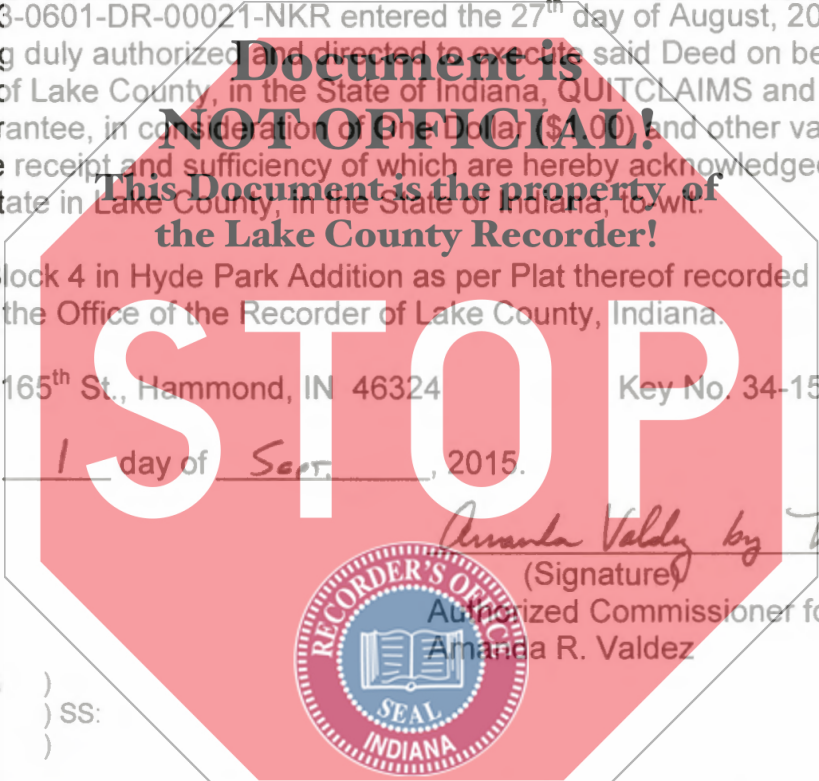 3-0601-DR-00021-NKR entered the 27th day of August, 20
g duly authorized and directed to execute said Deed on be
Document is
of Lake County, in the State of Indiana, QUITCLAIMS and
NOT OFFICIAL!
rantee, in consideration of One Dollar ($1.00) and other va
e receipt and sufficiency of which are hereby acknowledged
This Document is the property of
tate in Lake County, in the State of Indiana, to-wit:
the Lake County Recorder!
lock 4 in Hyde Park Addition as per Plat thereof recorded
the Office of the Recorder of Lake County, Indiana.
STOP
165th St., Hammond, IN 46324 Key No. 34-15
1 day of Sept., 2015.
Amanda Valdez by
(Signature)
Authorized Commissioner fo
Amanda R. Valdez
RECORDER'S OFFICE
SEAL
INDIANA
)
) SS:
)